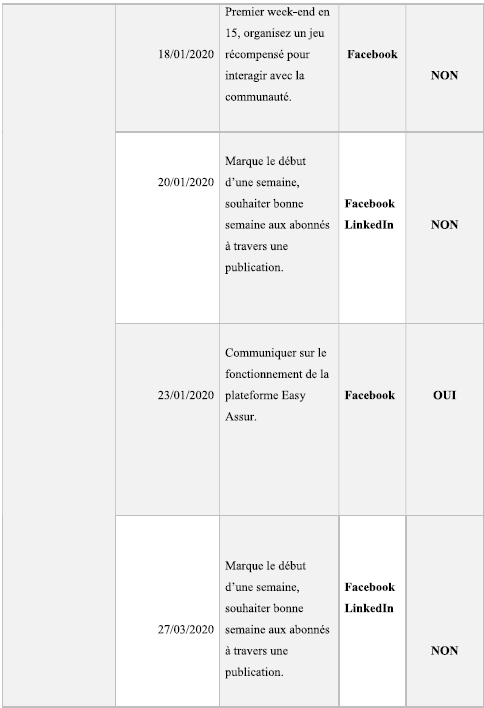 18/01/2020
Premier week-end en
15, organisez un jeu
récompensé pour
interagir avec la
communauté.
Facebook
NON
20/01/2020
Marque le début
d’une semaine,
souhaiter bonne
semaine aux abonnés
à travers une
publication.
Facebook
LinkedIn
NON
23/01/2020
Communiquer sur le
fonctionnement de la
plateforme Easy
Assur.
Facebook
OUI
27/03/2020
Marque le début
d’une semaine,
souhaiter bonne
semaine aux abonnés
à travers une
publication.
Facebook
LinkedIn
NON